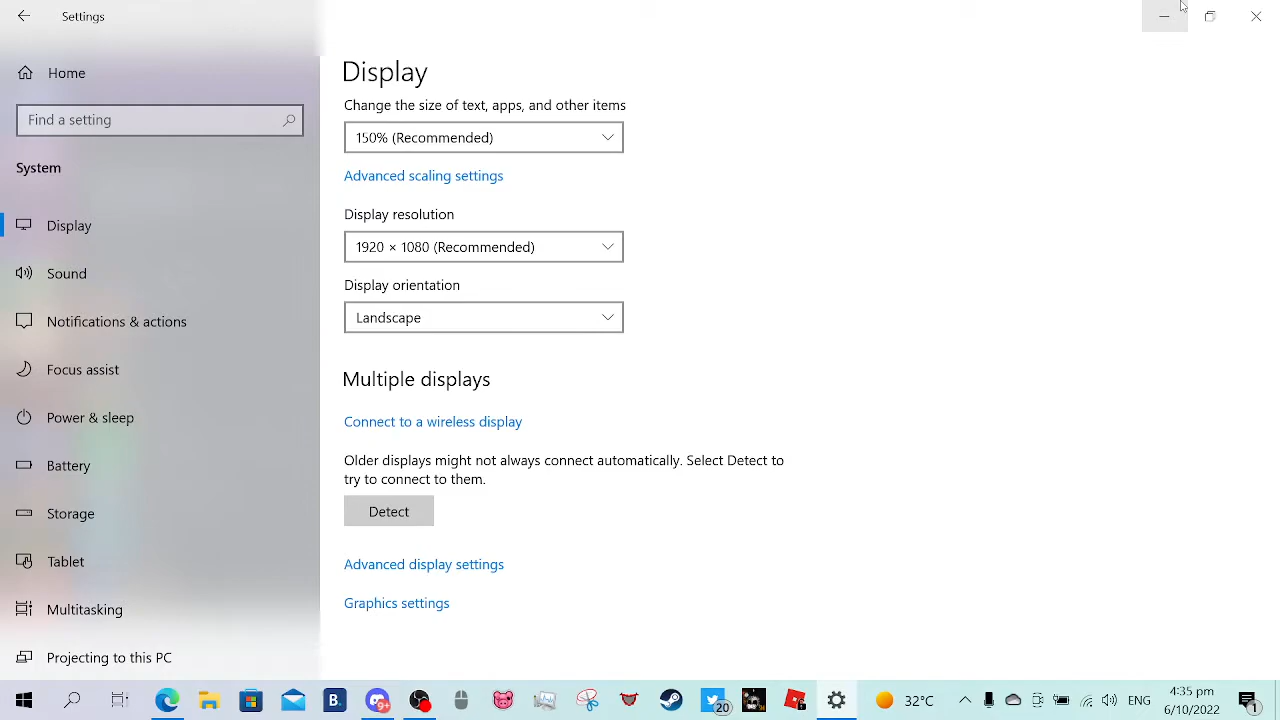 Settings
Home
Find a setting
System
Display
Sound
Notifications & actions
Focus assist
Power & sleep
Battery
Storage
Tablet
Multitasking
Projecting to this PC
Display
Change the size of text, apps, and other items
150% (Recommended)
Advanced scaling settings
Display resolution
1920 × 1080 (Recommended)
Display orientation
Landscape
Multiple displays
Connect to a wireless display
Older displays might not always connect automatically. Select Detect to
try to connect to them.
Detect
Advanced display settings
Graphics settings
B.
9+
20
32°C
ENG
4:35 pm
6/10/2022
1